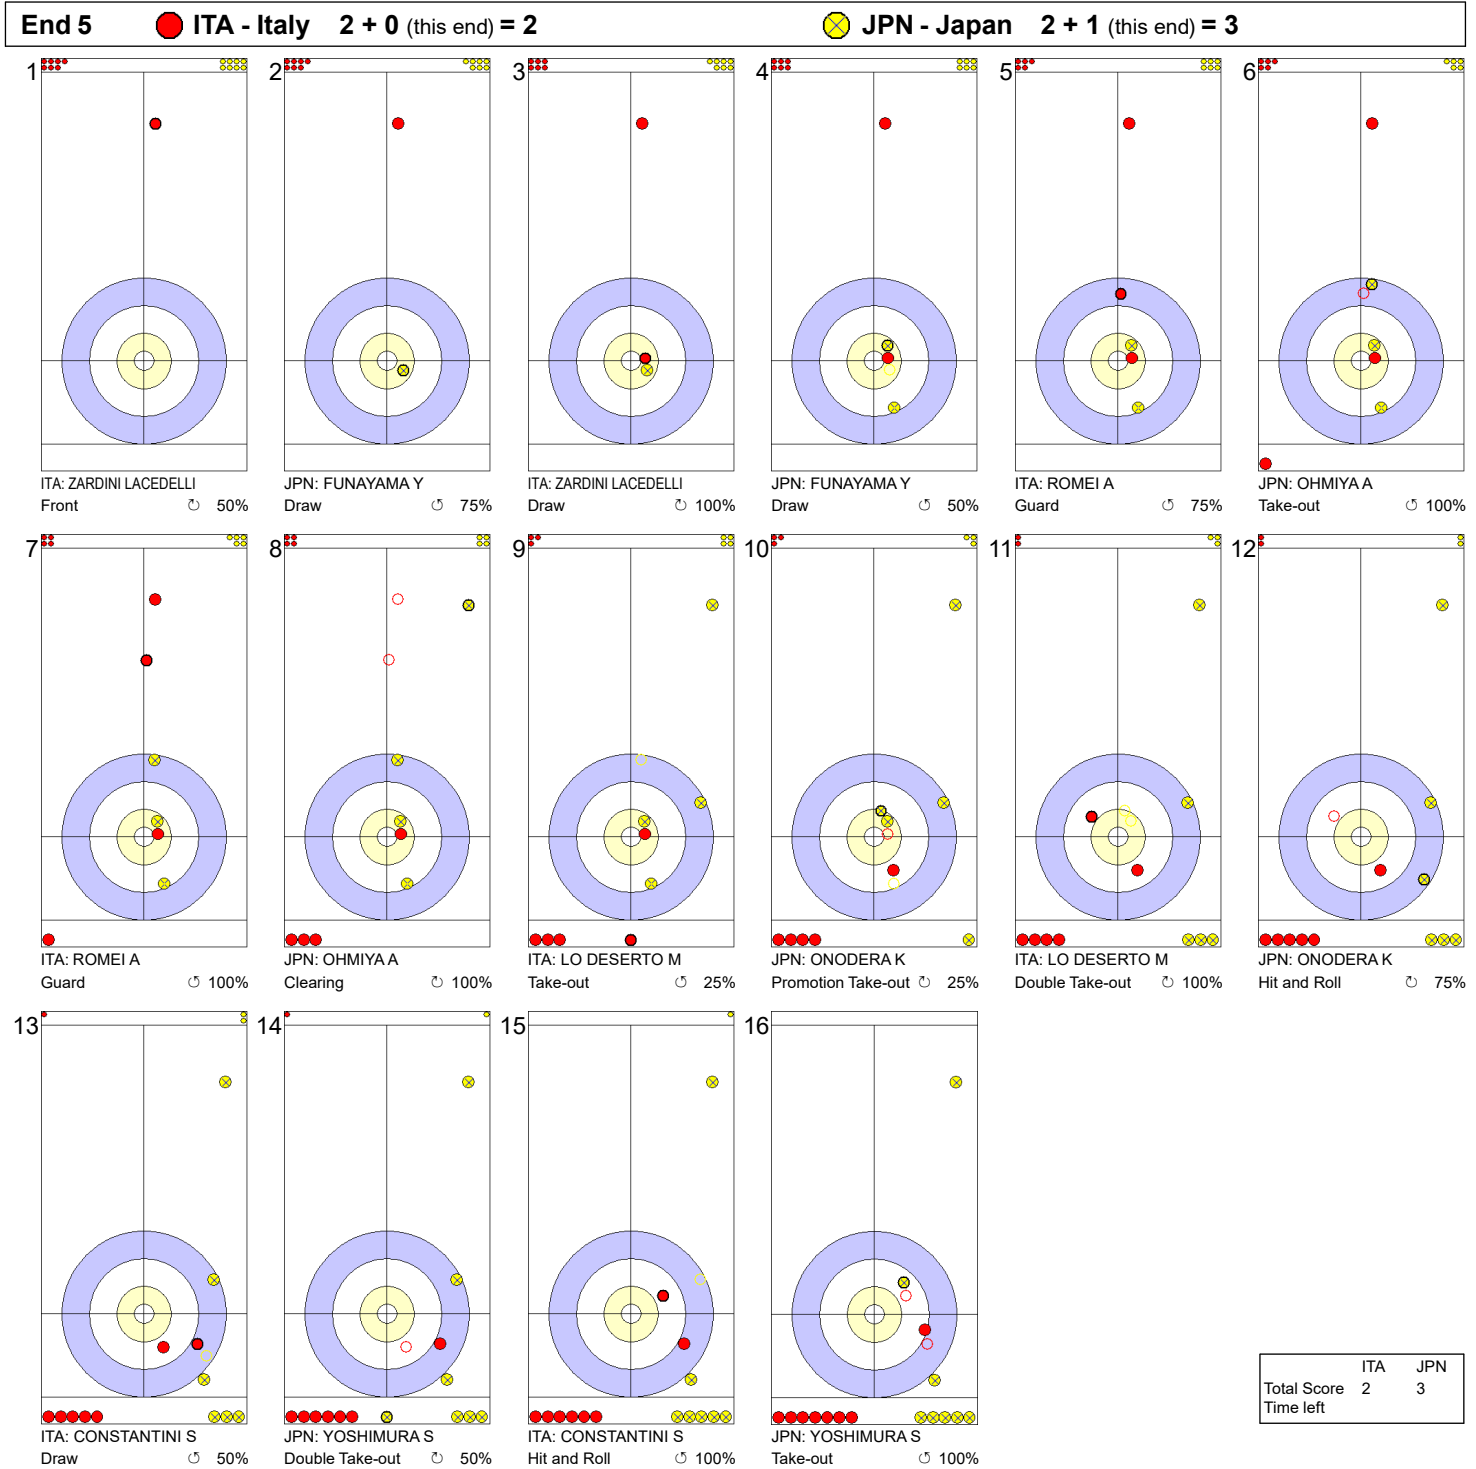 End 5 ITA - Italy 2 + 0 (this end) = 2 JPN - Japan 2 + 1 (this end) = 3
1 2 3 4 5 6
ITA: ZARDINI LACEDELLI JPN: FUNAYAMA Y ITA: ZARDINI LACEDELLI JPN: FUNAYAMA Y ITA: ROMEI A JPN: OHMIYA A
Front ↻ 50% Draw ↺ 75% Draw ↺ 100% Draw ↺ 50% Guard ↺ 75% Take-out ↺ 100%
7 8 9 10 11 12
ITA: ROMEI A JPN: OHMIYA A ITA: LO DESERTO M JPN: ONODERA K ITA: LO DESERTO M JPN: ONODERA K
Guard ↺ 100% Clearing ↻ 100% Take-out ↺ 25% Promotion Take-out ↻ 25% Double Take-out ↺ 100% Hit and Roll ↻ 75%
13 14 15 16
ITA: CONSTANTINI S JPN: YOSHIMURA S ITA: CONSTANTINI S JPN: YOSHIMURA S
Draw ↺ 50% Double Take-out ↻ 50% Hit and Roll ↺ 100% Take-out ↺ 100%
ITA JPN
Total Score 2 3
Time left